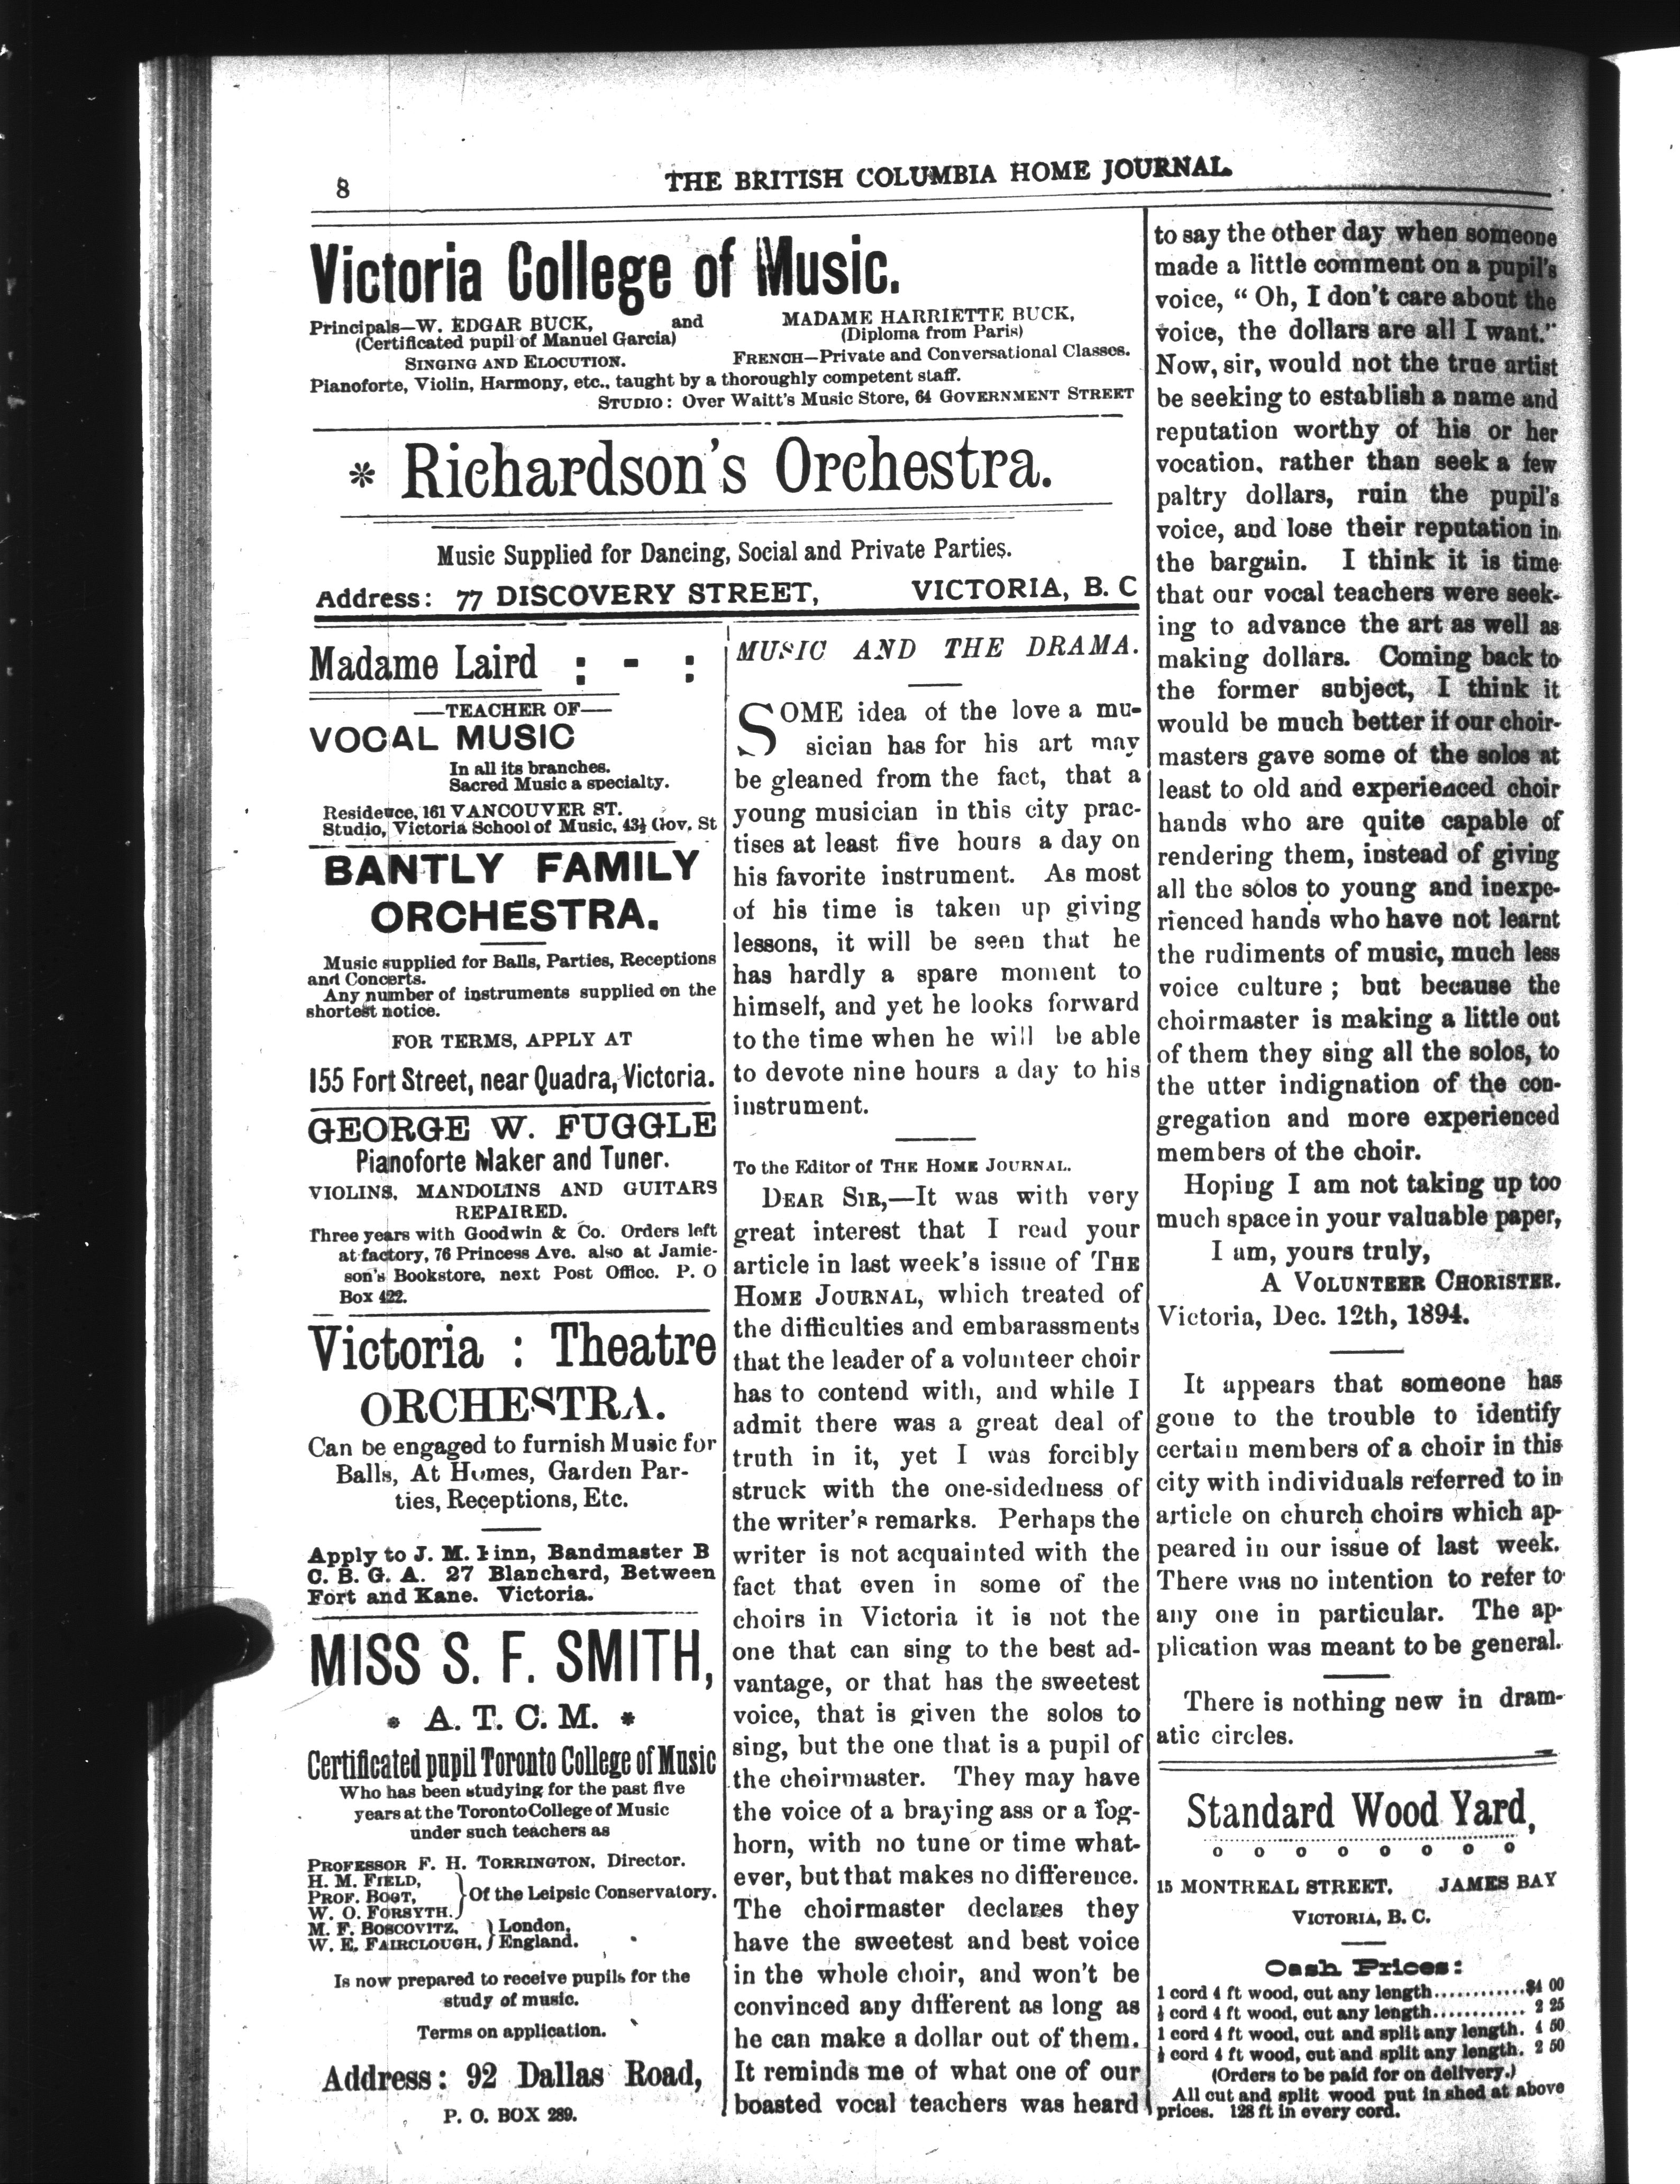 8
THE BRITISH COLUMBIA HOME JOURNAL.
Victoria College of Music.
Principals—W. EDGAR BUCK, and MADAME HARRIETTE BUCK,
(Certificated pupil of Manuel Garcia) (Diploma from Paris)
SINGING AND ELOCUTION. FRENCH—Private and Conversational Classes.
Pianoforte, Violin, Harmony, etc., taught by a thoroughly competent staff.
STUDIO: Over Waitt's Music Store, 64 GOVERNMENT STREET
* Richardson's Orchestra.
Music Supplied for Dancing, Social and Private Parties.
Address: 77 DISCOVERY STREET, VICTORIA, B. C
Madame Laird : - :
—TEACHER OF—
VOCAL MUSIC
In all its branches.
Sacred Music a specialty.
Residence, 161 VANCOUVER ST.
Studio, Victoria School of Music, 43½ Gov. St
BANTLY FAMILY
ORCHESTRA.
Music supplied for Balls, Parties, Receptions
and Concerts.
Any number of instruments supplied on the
shortest notice.
FOR TERMS, APPLY AT
155 Fort Street, near Quadra, Victoria.
GEORGE W. FUGGLE
Pianoforte Maker and Tuner.
VIOLINS, MANDOLINS AND GUITARS
REPAIRED.
Three years with Goodwin & Co. Orders left
at factory, 76 Princess Ave. also at Jamie-
son's Bookstore, next Post Office. P. O
Box 422.
Victoria : Theatre
ORCHESTRA.
Can be engaged to furnish Music for
Balls, At Homes, Garden Par-
ties, Receptions, Etc.
Apply to J. M. Finn, Bandmaster B
C. B. G. A. 27 Blanchard, Between
Fort and Kane. Victoria.
MISS S. F. SMITH,
* A. T. C. M. *
Certificated pupil Toronto College of Music
Who has been studying for the past five
years at the Toronto College of Music
under such teachers as
PROFESSOR F. H. TORRINGTON, Director.
H. M. FIELD,
PROF. BOGT, } Of the Leipsic Conservatory.
W. O. FORSYTH.
M. F. BOSCOVITZ, } London,
W. E. FAIRCLOUGH, } England.
Is now prepared to receive pupils for the
study of music.
Terms on application.
Address: 92 Dallas Road,
P. O. BOX 289.
MUSIC AND THE DRAMA.
SOME idea of the love a mu-
sician has for his art may
be gleaned from the fact, that a
young musician in this city prac-
tises at least five hours a day on
his favorite instrument. As most
of his time is taken up giving
lessons, it will be seen that he
has hardly a spare moment to
himself, and yet he looks forward
to the time when he will be able
to devote nine hours a day to his
instrument.
To the Editor of THE HOME JOURNAL.
DEAR SIR,—It was with very
great interest that I read your
article in last week's issue of THE
HOME JOURNAL, which treated of
the difficulties and embarassments
that the leader of a volunteer choir
has to contend with, and while I
admit there was a great deal of
truth in it, yet I was forcibly
struck with the one-sidedness of
the writer's remarks. Perhaps the
writer is not acquainted with the
fact that even in some of the
choirs in Victoria it is not the
one that can sing to the best ad-
vantage, or that has the sweetest
voice, that is given the solos to
sing, but the one that is a pupil of
the choirmaster. They may have
the voice of a braying ass or a fog-
horn, with no tune or time what-
ever, but that makes no difference.
The choirmaster declares they
have the sweetest and best voice
in the whole choir, and won't be
convinced any different as long as
he can make a dollar out of them.
It reminds me of what one of our
boasted vocal teachers was heard
to say the other day when someone
made a little comment on a pupil's
voice, "Oh, I don't care about the
voice, the dollars are all I want."
Now, sir, would not the true artist
be seeking to establish a name and
reputation worthy of his or her
vocation, rather than seek a few
paltry dollars, ruin the pupil's
voice, and lose their reputation in
the bargain. I think it is time
that our vocal teachers were seek-
ing to advance the art as well as
making dollars. Coming back to
the former subject, I think it
would be much better if our choir-
masters gave some of the solos at
least to old and experienced choir
hands who are quite capable of
rendering them, instead of giving
all the solos to young and inexpe-
rienced hands who have not learnt
the rudiments of music, much less
voice culture; but because the
choirmaster is making a little out
of them they sing all the solos, to
the utter indignation of the con-
gregation and more experienced
members of the choir.
Hoping I am not taking up too
much space in your valuable paper,
I am, yours truly,
A VOLUNTEER CHORISTER.
Victoria, Dec. 12th, 1894.
It appears that someone has
gone to the trouble to identify
certain members of a choir in this
city with individuals referred to in
article on church choirs which ap-
peared in our issue of last week.
There was no intention to refer to
any one in particular. The ap-
plication was meant to be general.
There is nothing new in dram-
atic circles.
Standard Wood Yard,
15 MONTREAL STREET, JAMES BAY
VICTORIA, B. C.
Cash Prices:
1 cord 4 ft wood, cut any length............$4 00
½ cord 4 ft wood, cut any length............ 2 25
1 cord 4 ft wood, cut and split any length. 4 50
½ cord 4 ft wood, cut and split any length. 2 50
(Orders to be paid for on delivery.)
All cut and split wood put in shed at above
prices. 128 ft in every cord.